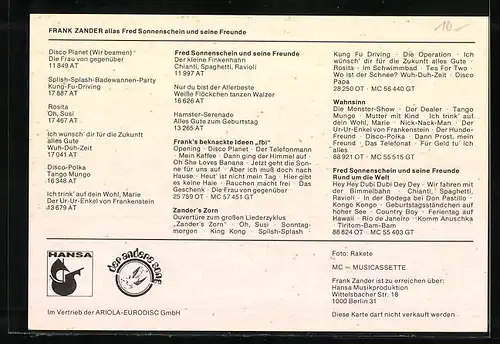 FRANK ZANDER alias Fred Sonnenschein und seine Freunde
10.-
Disco Planet (Wir beamen)
Die Frau von gegenüber
11 849 AT
Splish-Splash-Badewannen-Party
Kung-Fu-Driving
17 887 AT
Rosita
Oh, Susi
17 467 AT
Ich wünsch' dir für die Zukunft
alles Gute
Wuh-Duh-Zeit
17 041 AT
Disco-Polka
Tango Mungo
16 348 AT
Ich trink' auf dein Wohl, Marie
Der Ur-Ur-Enkel von Frankenstein
13 679 AT
Fred Sonnenschein und seine Freunde
Der kleine Finkenhahn
Chianti, Spaghetti, Ravioli
11 997 AT
Nur du bist der Allerbeste
Weiße Flöckchen tanzen Walzer
16 626 AT
Hamster-Serenade
Alles Gute zum Geburtstag
13 265 AT
Frank's beknackte Ideen „fbi"
Opening · Disco Planet · Der Telefonmann
· Mein Kaffee · Dann ging der Himmel auf ·
Oh She Loves Banana · Jetzt geht die Son-
ne für uns auf · Aber ich muß doch nach
Hause · Heut' ist nicht dein Tag · Hier gibt
es keine Haie · Rauchen macht frei · Das
Geschenk · Die Frau von gegenüber
25 759 OT · MC 57 451 GT
Zander's Zorn
Ouvertüre zum großen Liederzyklus
„Zander's Zorn" · Oh, Susi · Sonntag-
morgen · King Kong · Splish-Splash ·
Kung Fu Driving · Die Operation · Ich
wünsch' dir für die Zukunft alles Gute ·
Rosita · Im Schwimmbad · Tea For Two ·
Wo ist der Schnee? Wuh-Duh-Zeit · Disco
Papa
28 250 OT · MC 56 440 GT
Wahnsinn
Die Monster-Show · Der Dealer · Tango
Mungo · Mutter mit Kind · Ich trink' auf
dein Wohl, Marie · Nick-Nack-Man · Der
Ur-Ur-Enkel von Frankenstein · Der Hunde-
Freund · Disco-Polka · Dann Prost, mein
Freund · Das Telefonat · Für Geld tu' ich
alles
88 921 OT · MC 55 515 GT
Fred Sonnenschein und seine Freunde
Rund um die Welt
Hey Hey Dubi Dubi Dey Dey · Wir fahren mit
der Bimmelbahn · Chianti, Spaghetti,
Ravioli · In der Bodega bei Don Pastillo ·
Kongo Kongo · Geburtstagsständchen auf
hoher See · Country Boy · Ferientag auf
Hawaii · Señor de Janeiro · Komm Anuschka
· Tiritom-Bam-Bam
88 824 OT · MC 55 403 GT
HANSA
der andere song
Im Vertrieb der ARIOLA-EURODISC GmbH
Foto: Rakete
MC = MUSICASSETTE
Frank Zander ist zu erreichen über:
Hansa Musikproduktion
Wittelsbacher Str. 18
1000 Berlin 31
Diese Karte darf nicht verkauft werden